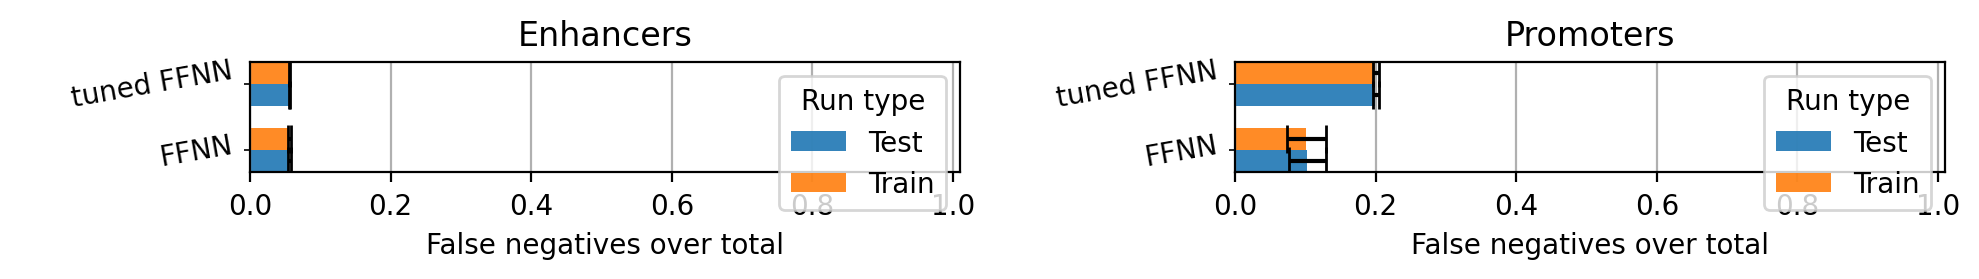 Enhancers
tuned FFNN
FFNN
Run type
Test
Train
0.0 0.2 0.4 0.6 0.8 1.0
False negatives over total
Promoters
tuned FFNN
FFNN
Run type
Test
Train
0.0 0.2 0.4 0.6 0.8 1.0
False negatives over total